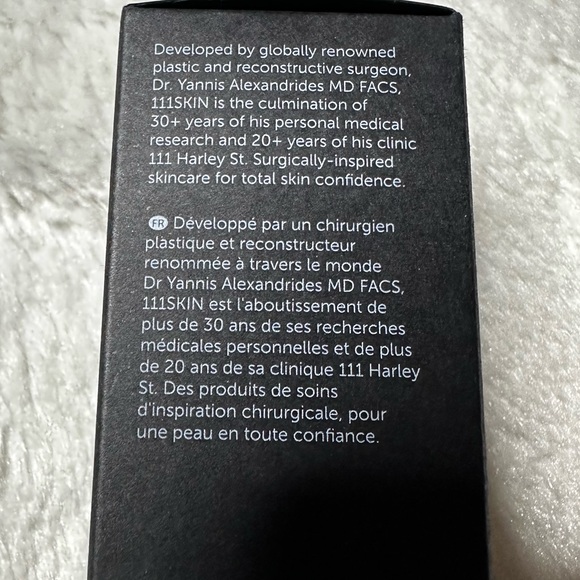 Developed by globally renowned
plastic and reconstructive surgeon,
Dr. Yannis Alexandrides MD FACS,
111SKIN is the culmination of
30+ years of his personal medical
research and 20+ years of his clinic
111 Harley St. Surgically-inspired
skincare for total skin confidence.
FR Développé par un chirurgien
plastique et reconstructeur
renommée à travers le monde
Dr Yannis Alexandrides MD FACS,
111SKIN est l'aboutissement de
plus de 30 ans de ses recherches
médicales personnelles et de plus
de 20 ans de sa clinique 111 Harley
St. Des produits de soins
d'inspiration chirurgicale, pour
une peau en toute confiance.